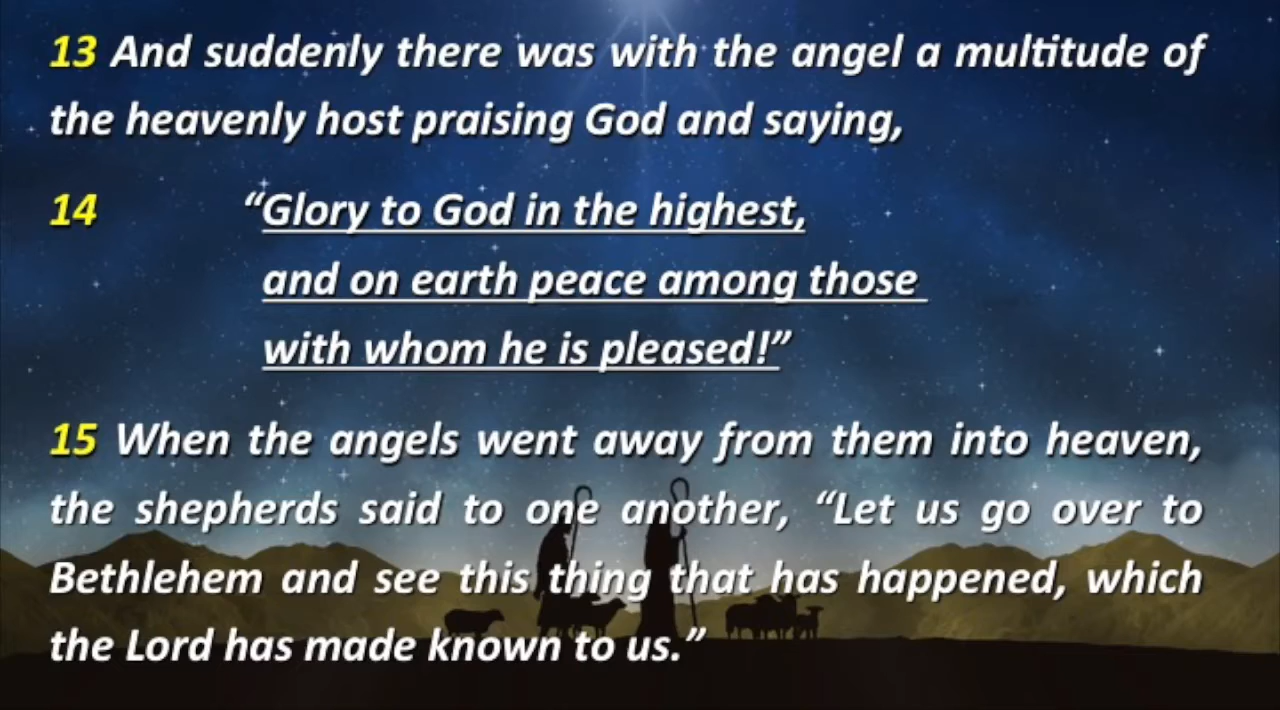 13 And suddenly there was with the angel a multitude of
the heavenly host praising God and saying,
14 “Glory to God in the highest,
and on earth peace among those
with whom he is pleased!”
15 When the angels went away from them into heaven,
the shepherds said to one another, “Let us go over to
Bethlehem and see this thing that has happened, which
the Lord has made known to us.”